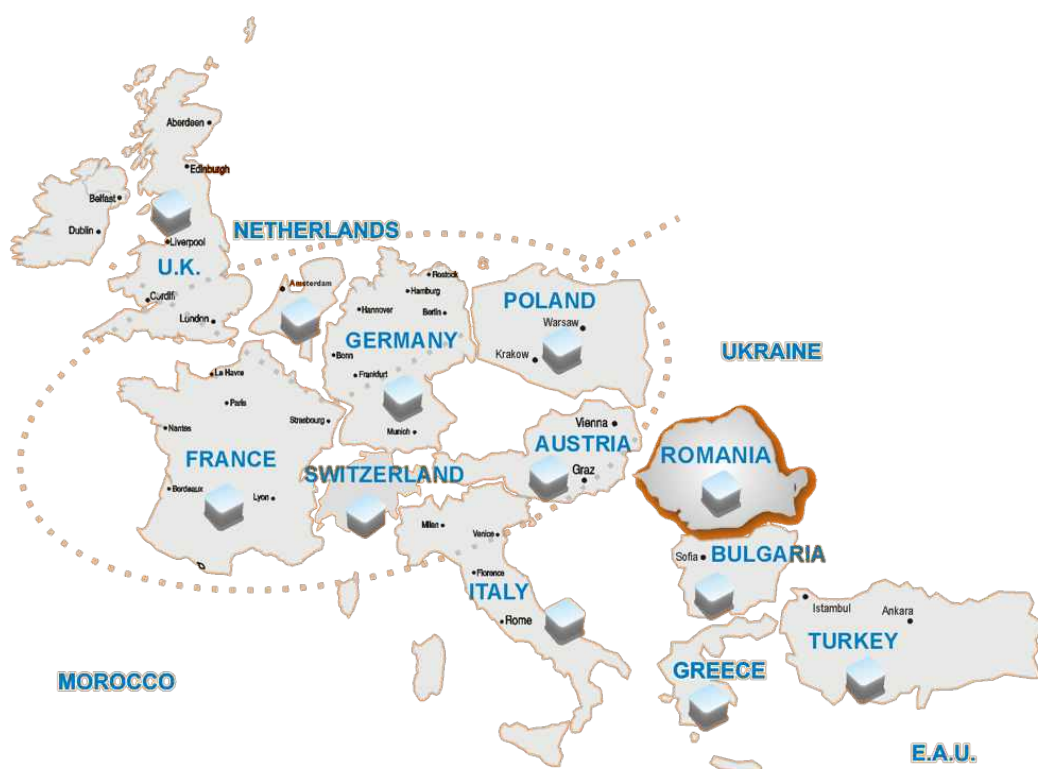 Aberdeen
Edinburgh
Belfast
Dublin
Liverpool
NETHERLANDS
U.K.
Cardiff
London
Amsterdam
Rostock
Hamburg
Hannover
Berlin
GERMANY
Bonn
Frankfurt
Munich
POLAND
Warsaw
Krakow
UKRAINE
La Havre
Paris
Strasbourg
Nantes
FRANCE
Bordeaux
Lyon
SWITZERLAND
Vienna
AUSTRIA
Graz
ROMANIA
Milan
Venice
Florence
ITALY
Rome
Sofia
BULGARIA
Istambul
Ankara
TURKEY
GREECE
MOROCCO
E.A.U.